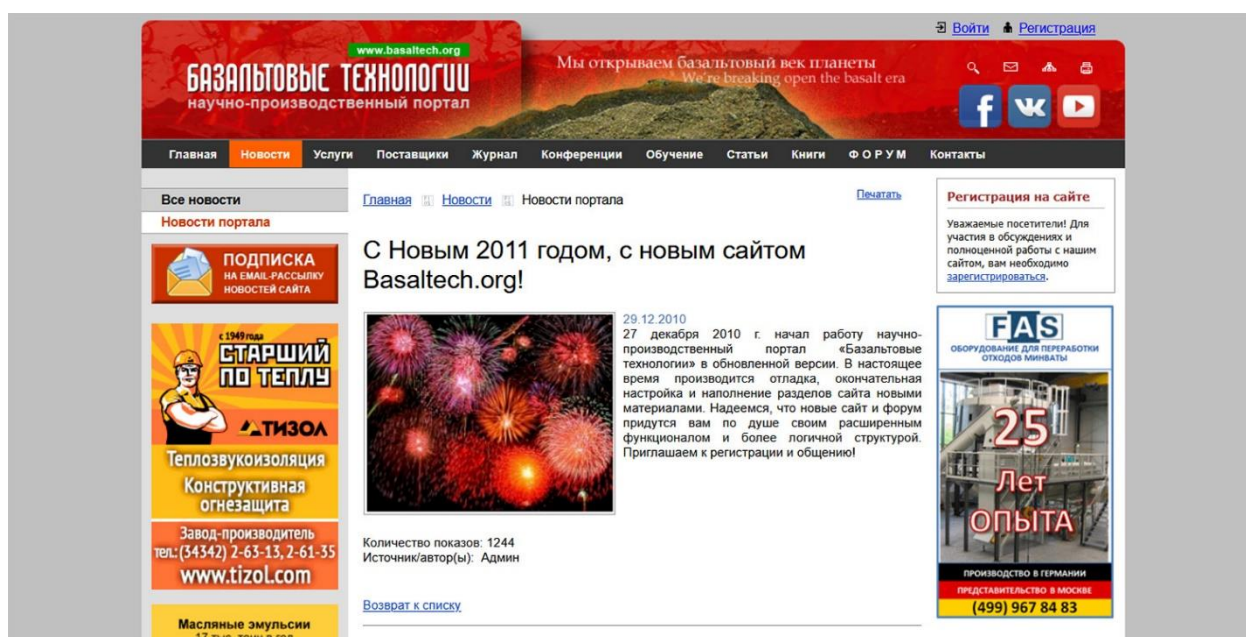 Войти Регистрация
www.basaltech.org
БАЗАЛЬТОВЫЕ ТЕХНОЛОГИИ
научно-производственный портал
Мы открываем базальтовый век планеты
We're breaking open the basalt era
Главная Новости Услуги Поставщики Журнал Конференции Обучение Статьи Книги ФОРУМ Контакты
Все новости
Новости портала
ПОДПИСКА
НА EMAIL-РАССЫЛКУ
НОВОСТЕЙ САЙТА
с 1949 года
СТАРШИЙ
ПО ТЕПЛУ
ТИЗОЛ
Теплозвукоизоляция
Конструктивная
огнезащита
Завод-производитель
тел.: (34342) 2-63-13, 2-61-35
www.tizol.com
Масляные эмульсии
17 тыс. тонн в год
Главная Новости Новости портала
Печатать
С Новым 2011 годом, с новым сайтом
Basaltech.org!
29.12.2010
27 декабря 2010 г. начал работу научно-
производственный портал «Базальтовые
технологии» в обновленной версии. В настоящее
время производится отладка, окончательная
настройка и наполнение разделов сайта новыми
материалами. Надеемся, что новые сайт и форум
придутся вам по душе своим расширенным
функционалом и более логичной структурой.
Приглашаем к регистрации и общению!
Количество показов: 1244
Источник/автор(ы): Админ
Возврат к списку
Регистрация на сайте
Уважаемые посетители! Для
участия в обсуждениях и
полноценной работы с нашим
сайтом, вам необходимо
зарегистрироваться.
FAS
ОБОРУДОВАНИЕ ДЛЯ ПЕРЕРАБОТКИ
ОТХОДОВ МИНВАТЫ
25
Лет
ОПЫТА
ПРОИЗВОДСТВО В ГЕРМАНИИ
ПРЕДСТАВИТЕЛЬСТВО В МОСКВЕ
(499) 967 84 83